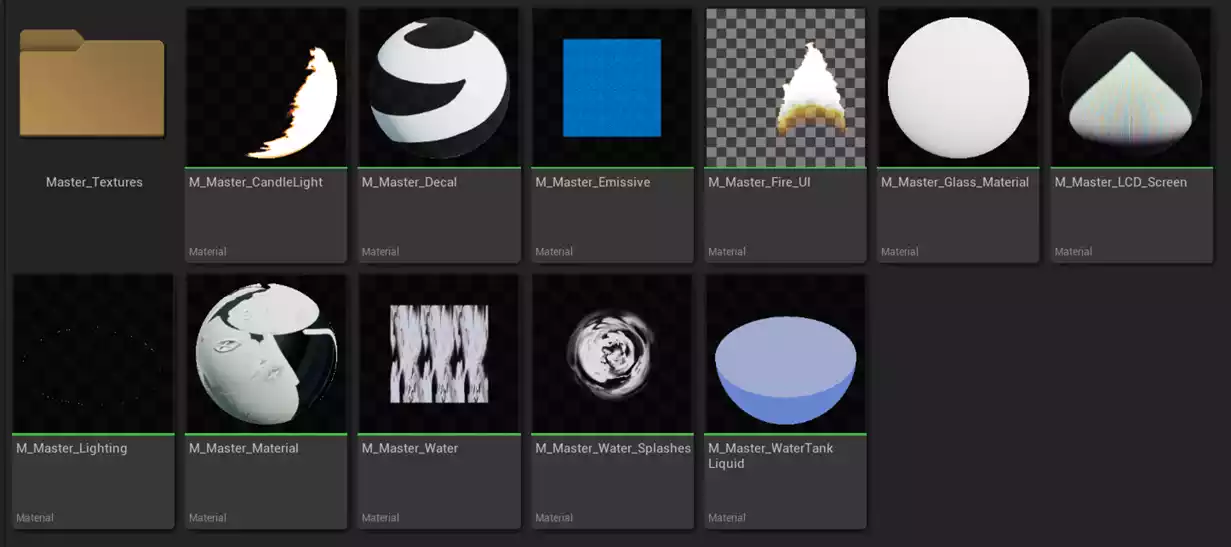 Master_Textures
M_Master_CandleLight
Material
M_Master_Decal
Material
M_Master_Emissive
Material
M_Master_Fire_UI
Material
M_Master_Glass_Material
Material
M_Master_LCD_Screen
Material
M_Master_Lighting
Material
M_Master_Material
Material
M_Master_Water
Material
M_Master_Water_Splashes
Material
M_Master_WaterTank
Liquid
Material